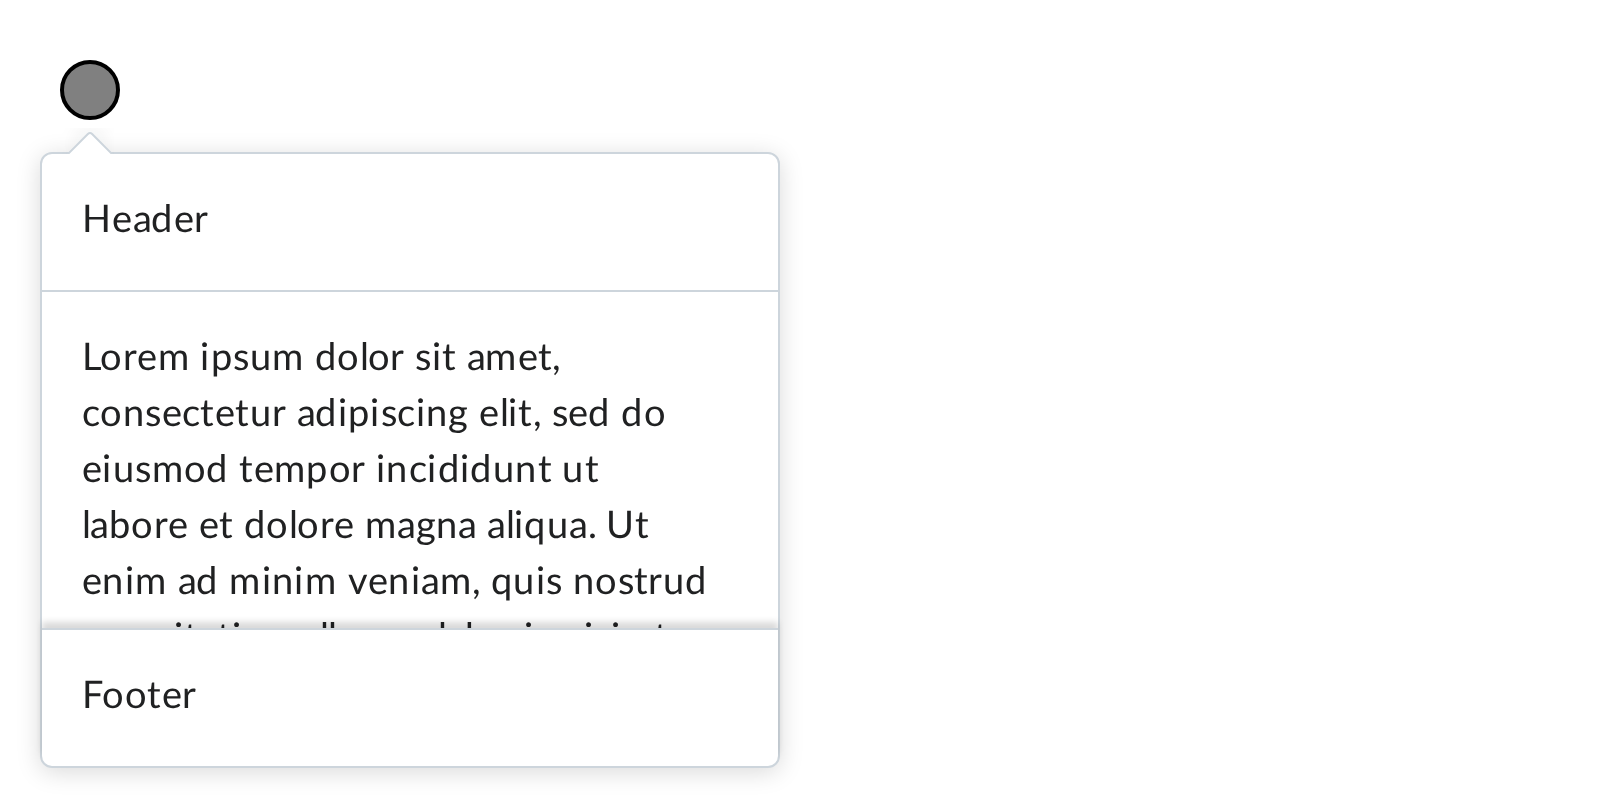 Header
Lorem ipsum dolor sit amet,
consectetur adipiscing elit, sed do
eiusmod tempor incididunt ut
labore et dolore magna aliqua. Ut
enim ad minim veniam, quis nostrud
Footer